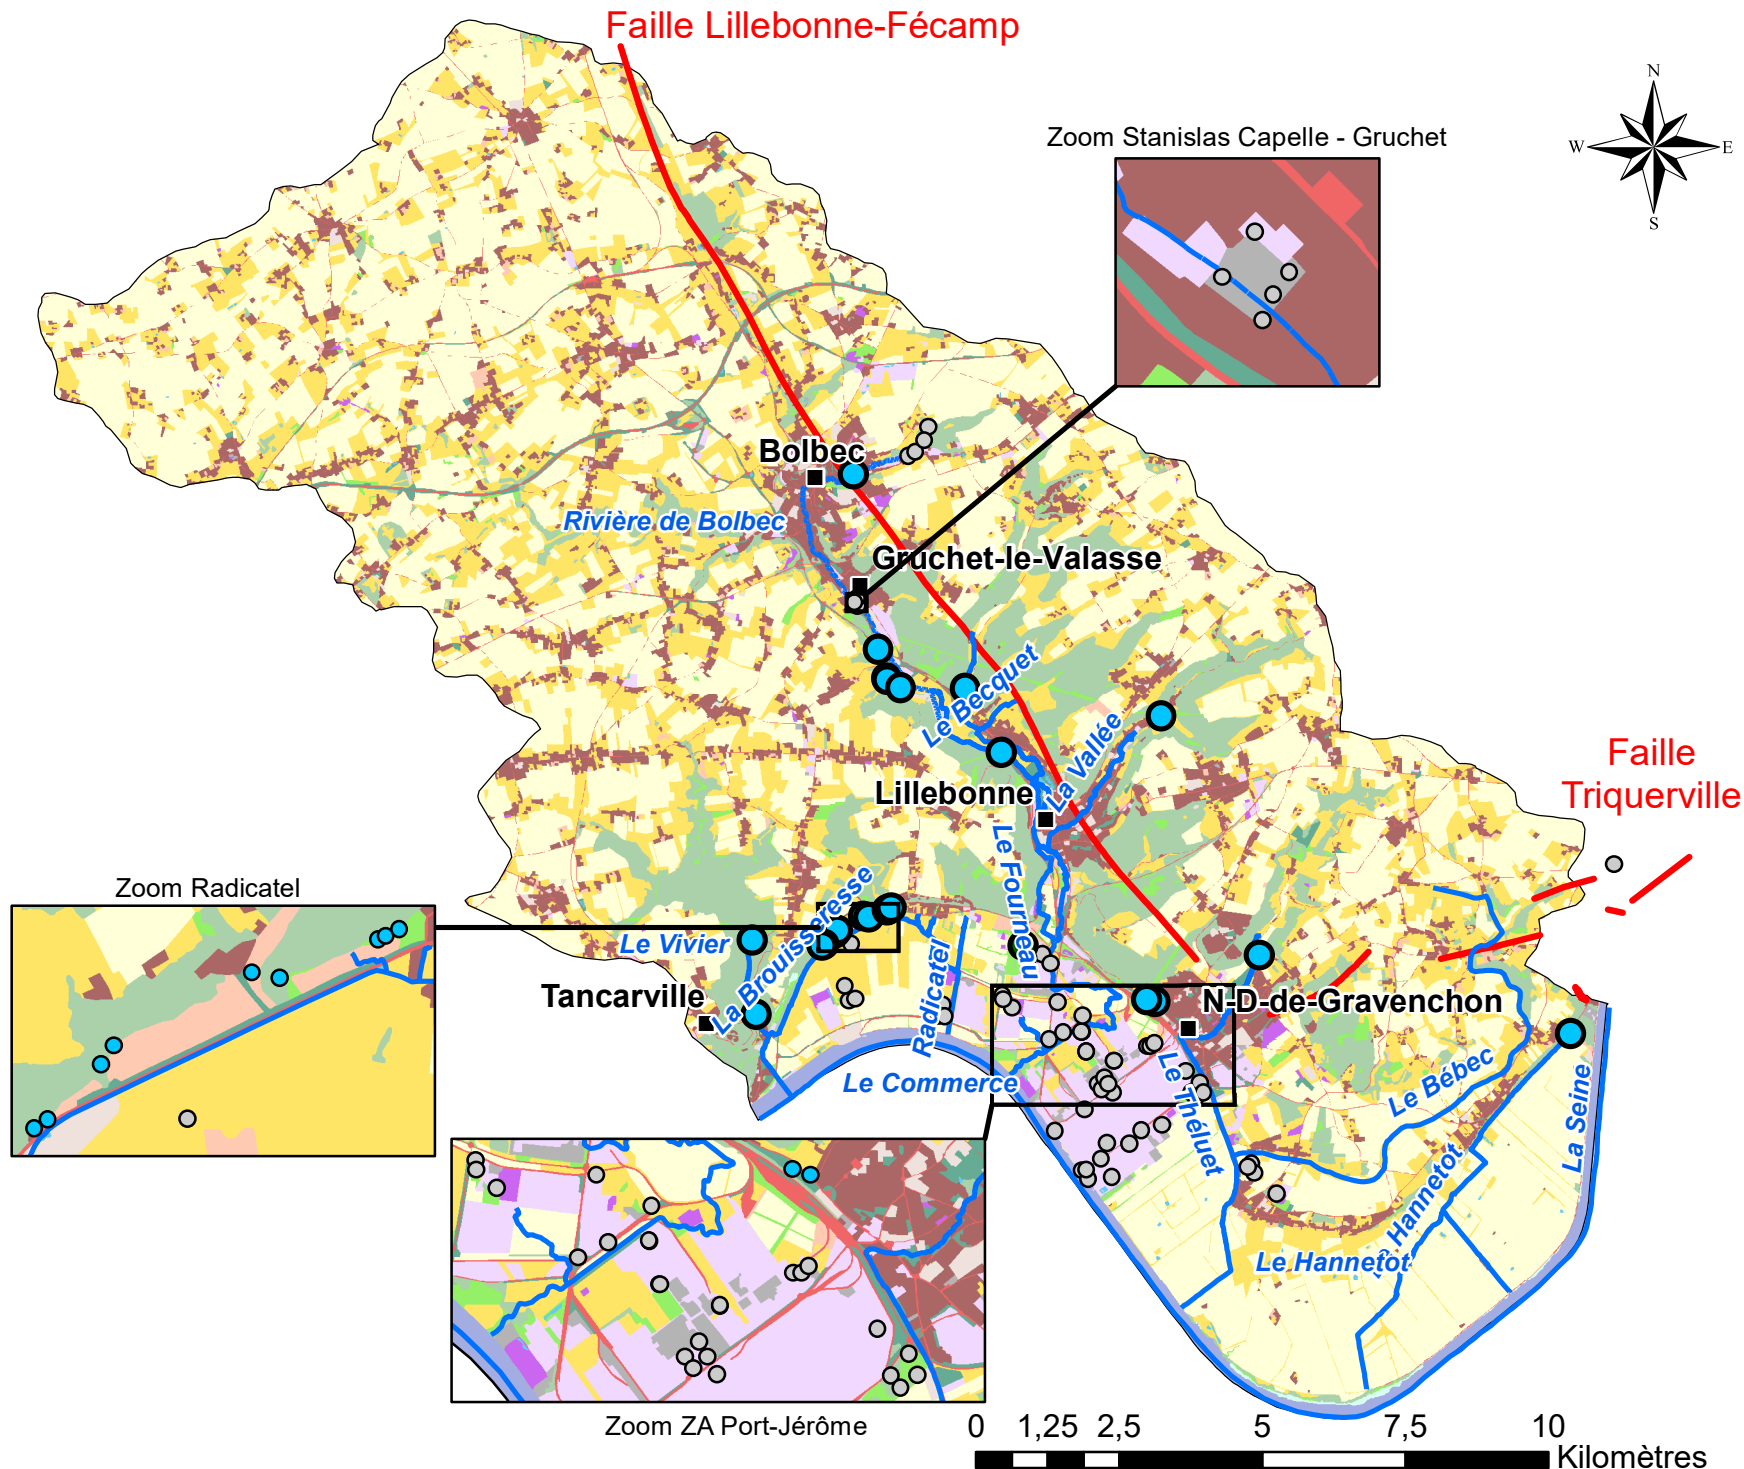 Faille Lillebonne-Fécamp
N
W
E
S
Zoom Stanislas Capelle - Gruchet
Bolbec
Rivière de Bolbec
Gruchet-le-Valasse
Le Becquet
La Vallée
Faille
Triquerville
Lillebonne
Le Fourneau
Zoom Radicatel
La Brouisseresse
Le Vivier
Radicatel
Tancarville
N-D-de-Gravenchon
Le Commerce
Le Théluet
Le Bébec
La Seine
Le Hannetot
Le Hannetot
Zoom ZA Port-Jérôme
0 1,25 2,5 5 7,5 10
Kilomètres